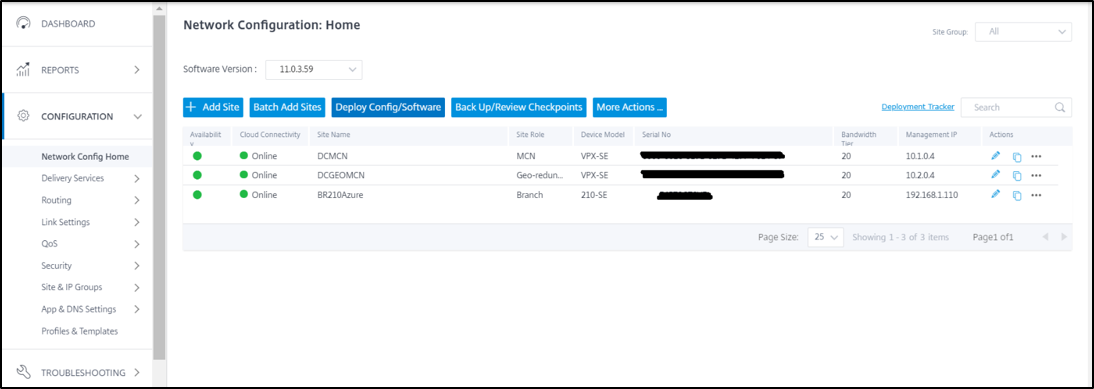 DASHBOARD
REPORTS
CONFIGURATION
Network Config Home
Delivery Services
Routing
Link Settings
QoS
Security
Site & IP Groups
App & DNS Settings
Profiles & Templates
TROUBLESHOOTING
Network Configuration: Home
Site Group: All
Software Version : 11.0.3.59
+ Add Site Batch Add Sites Deploy Config/Software Back Up/Review Checkpoints More Actions ... Deployment Tracker Search
Availability Cloud Connectivity Site Name Site Role Device Model Serial No Bandwidth Tier Management IP Actions
Online DCMCN MCN VPX-SE 20 10.1.0.4
Online DCGEOMCN Geo-redun... VPX-SE 20 10.2.0.4
Online BR210Azure Branch 210-SE 20 192.168.1.110
Page Size: 25 Showing 1 - 3 of 3 items Page1 of1